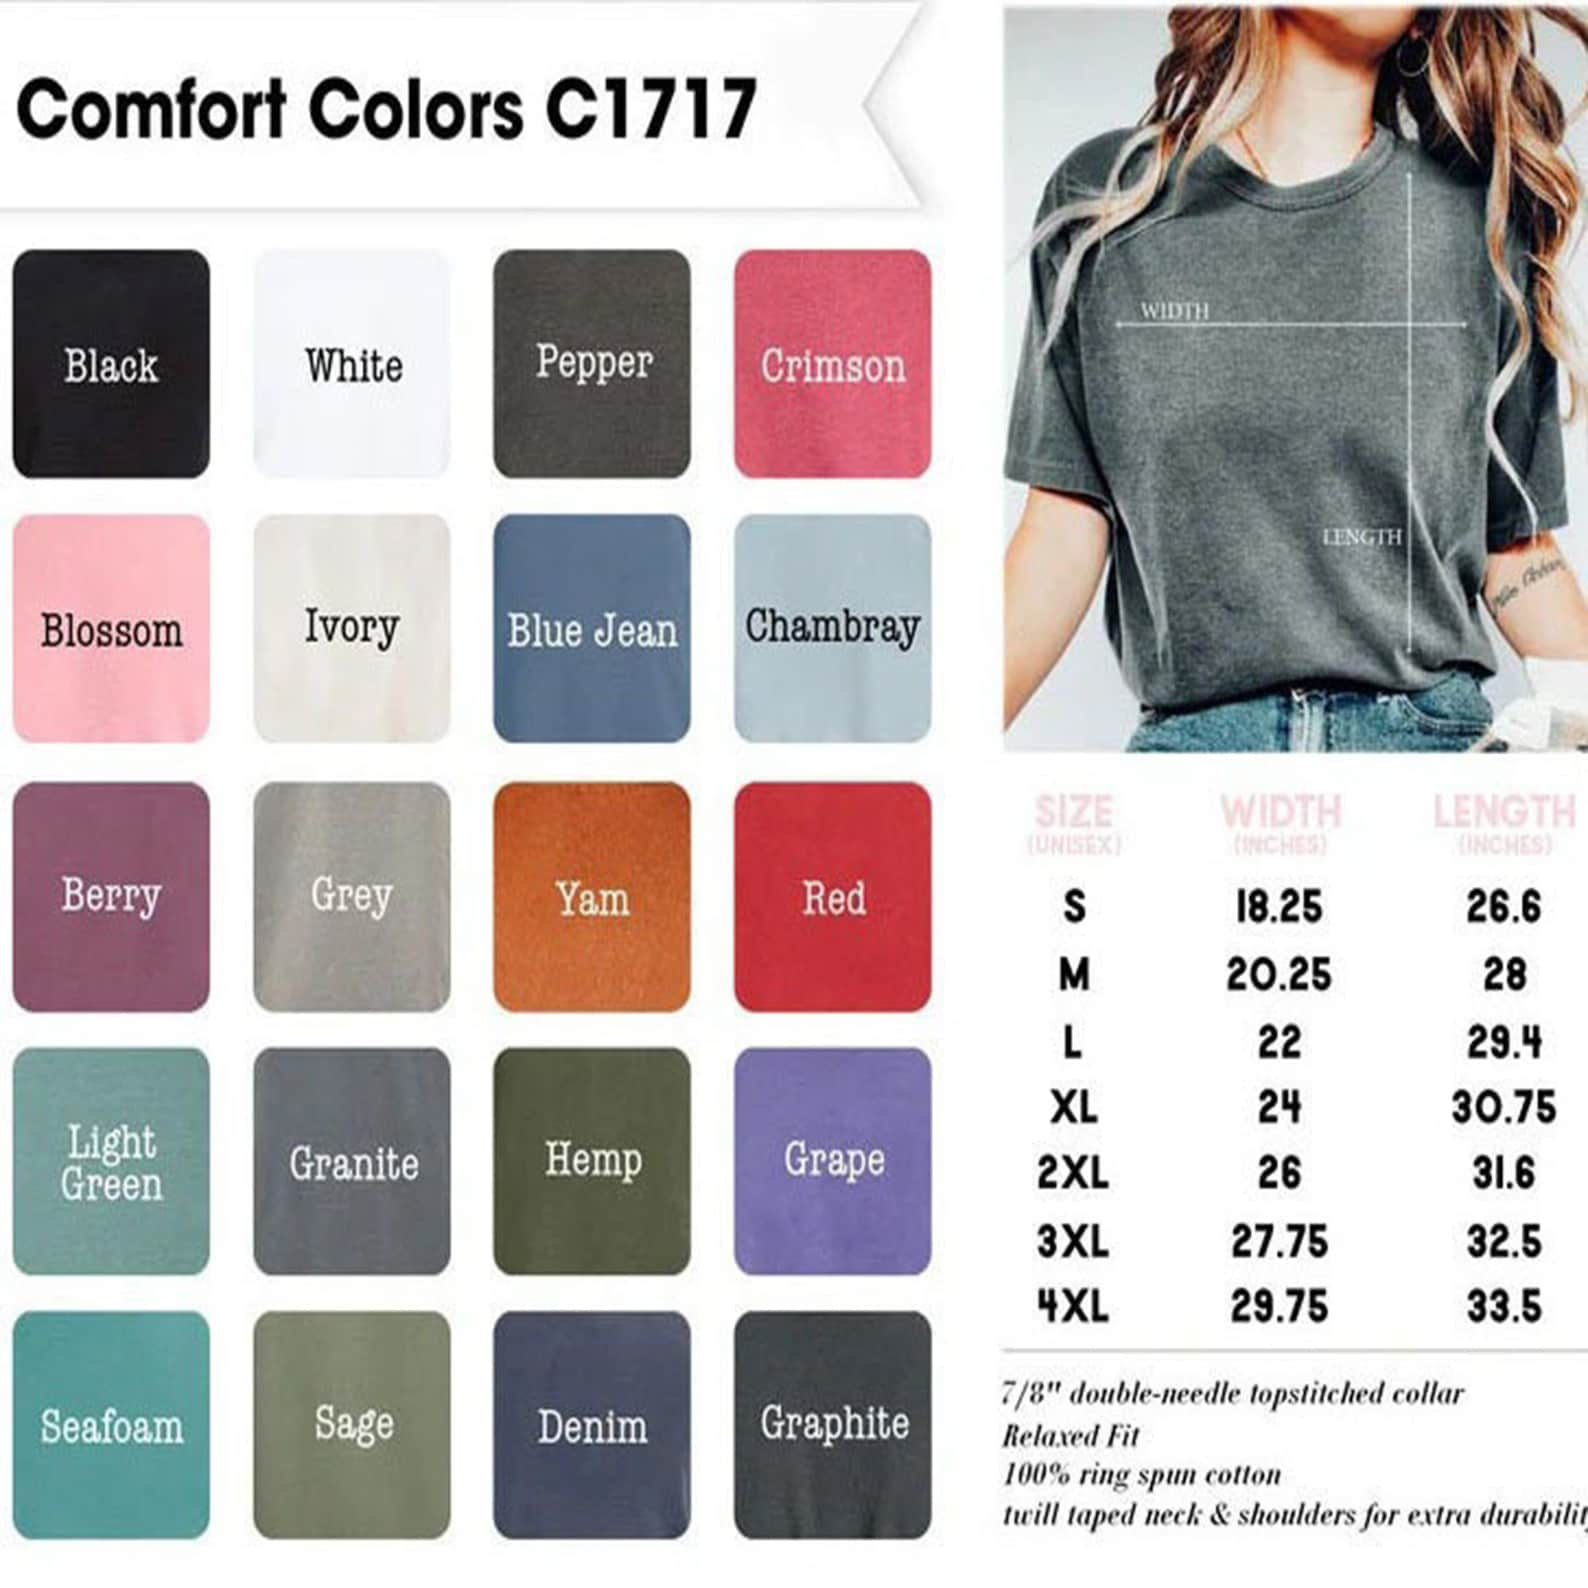 Comfort Colors C1717
Black
White
Pepper
Crimson
Blossom
Ivory
Blue Jean
Chambray
Berry
Grey
Yam
Red
Light
Green
Granite
Hemp
Grape
Seafoam
Sage
Denim
Graphite
WIDTH
LENGTH
SIZE WIDTH LENGTH
(UNISEX) (INCHES) (INCHES)
S 18.25 26.6
M 20.25 28
L 22 29.4
XL 24 30.75
2XL 26 31.6
3XL 27.75 32.5
4XL 29.75 33.5
7/8" double-needle topstitched collar
Relaxed Fit
100% ring spun cotton
twill taped neck & shoulders for extra